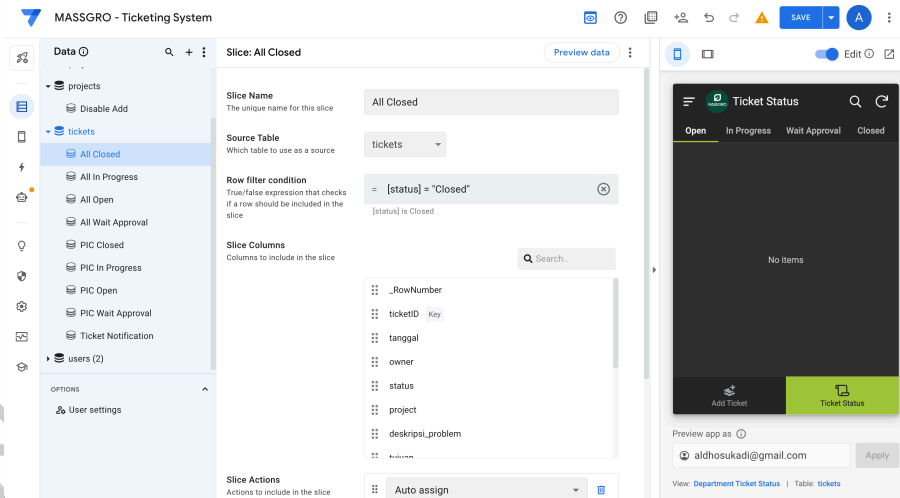 MASSGRO - Ticketing System
SAVE
A
Data
projects
Disable Add
tickets
All Closed
All In Progress
All Open
All Wait Approval
PIC Closed
PIC In Progress
PIC Open
PIC Wait Approval
Ticket Notification
users (2)
OPTIONS
User settings
Slice: All Closed
Preview data
Slice Name
The unique name for this slice
All Closed
Source Table
Which table to use as a source
tickets
Row filter condition
True/false expression that checks
if a row should be included in the
slice
= [status] = "Closed"
[status] is Closed
Slice Columns
Columns to include in the slice
Search..
_RowNumber
ticketID Key
tanggal
owner
status
project
deskripsi_problem
Slice Actions
Actions to include in the slice
Auto assign
Edit
MASSGRO
Ticket Status
Open
In Progress
Wait Approval
Closed
No items
Add Ticket
Ticket Status
Preview app as
aldhosukadi@gmail.com
Apply
View: Department Ticket Status | Table: tickets